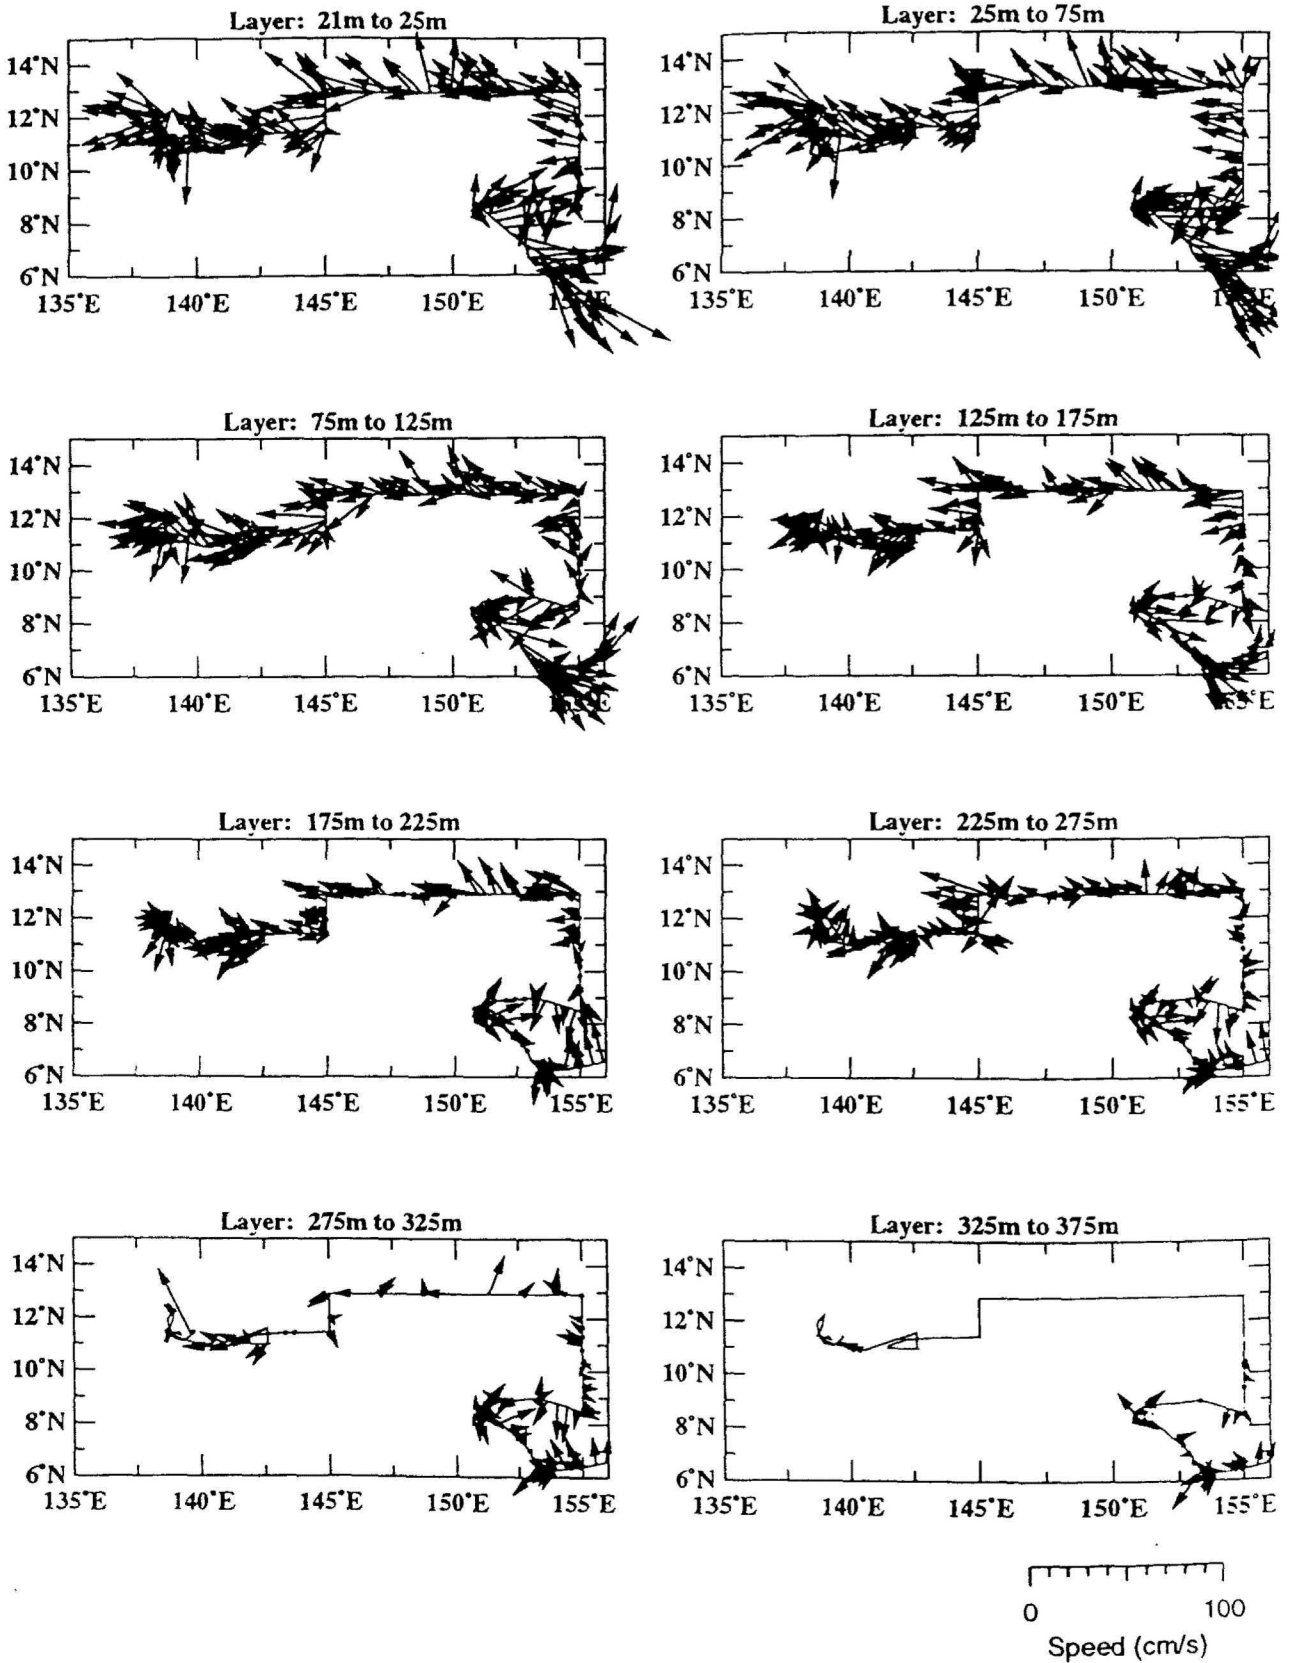 Layer: 21m to 25m
14°N
12°N
10°N
8°N
6°N
135°E 140°E 145°E 150°E
Layer: 25m to 75m
14°N
12°N
10°N
8°N
6°N
135°E 140°E 145°E 150°E
Layer: 75m to 125m
14°N
12°N
10°N
8°N
6°N
135°E 140°E 145°E 150°E
Layer: 125m to 175m
14°N
12°N
10°N
8°N
6°N
135°E 140°E 145°E 150°E
Layer: 175m to 225m
14°N
12°N
10°N
8°N
6°N
135°E 140°E 145°E 150°E 155°E
Layer: 225m to 275m
14°N
12°N
10°N
8°N
6°N
135°E 140°E 145°E 150°E 155°E
Layer: 275m to 325m
14°N
12°N
10°N
8°N
6°N
135°E 140°E 145°E 150°E 155°E
Layer: 325m to 375m
14°N
12°N
10°N
8°N
6°N
135°E 140°E 145°E 150°E 155°E
0 100
Speed (cm/s)